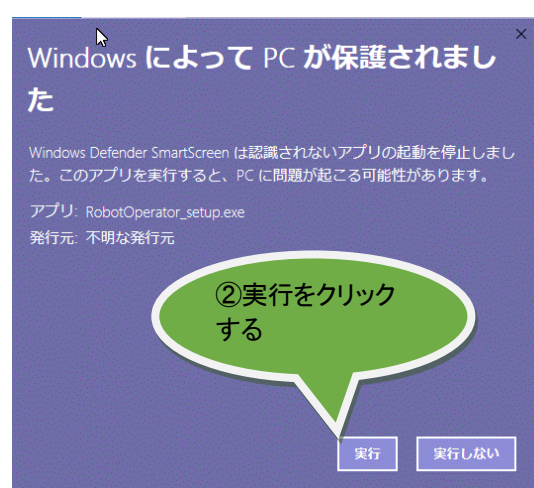 Windows によって PC が保護されまし
た
Windows Defender SmartScreen は認識されないアプリの起動を停止しまし
た。このアプリを実行すると、PC に問題が起こる可能性があります。
アプリ: RobotOperator_setup.exe
発行元: 不明な発行元
②実行をクリック
する
実行 実行しない